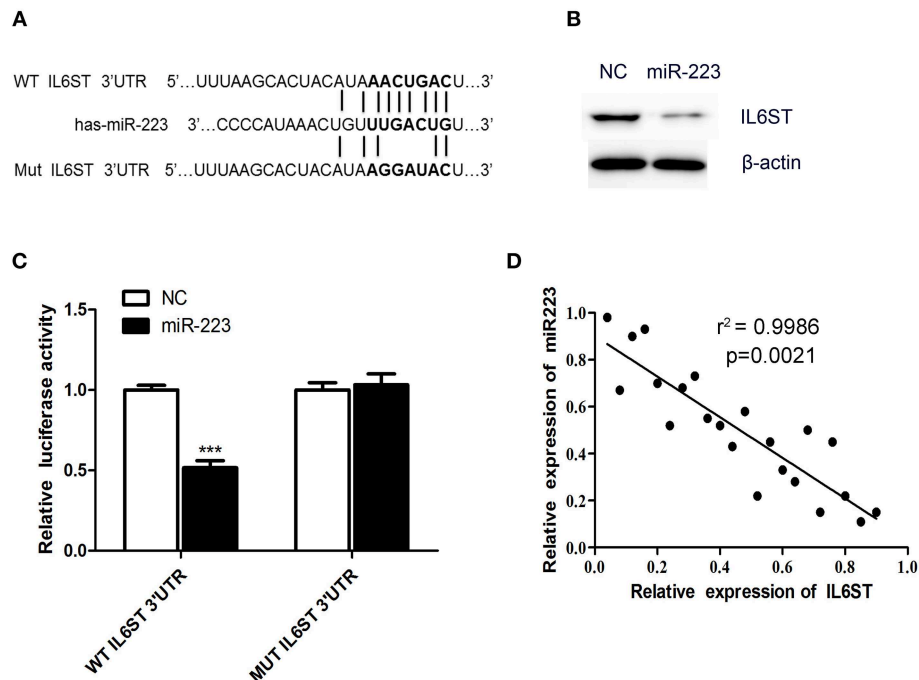 A
WT IL6ST 3'UTR 5'...UUUAAGCACUACAUAAACUGACU...3'
has-miR-223 3'...CCCCAUAAACUGUUUGACUGU...3'
Mut IL6ST 3'UTR 5'...UUUAAGCACUACAUAAGGAUACU...3'
B
NC miR-223
IL6ST
β-actin
C
Relative luciferase activity
1.5
1.0
0.5
0.0
NC
miR-223
***
WT IL6ST 3'UTR
MUT IL6ST 3'UTR
D
Relative expression of miR223
1.0
0.8
0.6
0.4
0.2
0.0
r² = 0.9986
p=0.0021
0.0 0.2 0.4 0.6 0.8 1.0
Relative expression of IL6ST